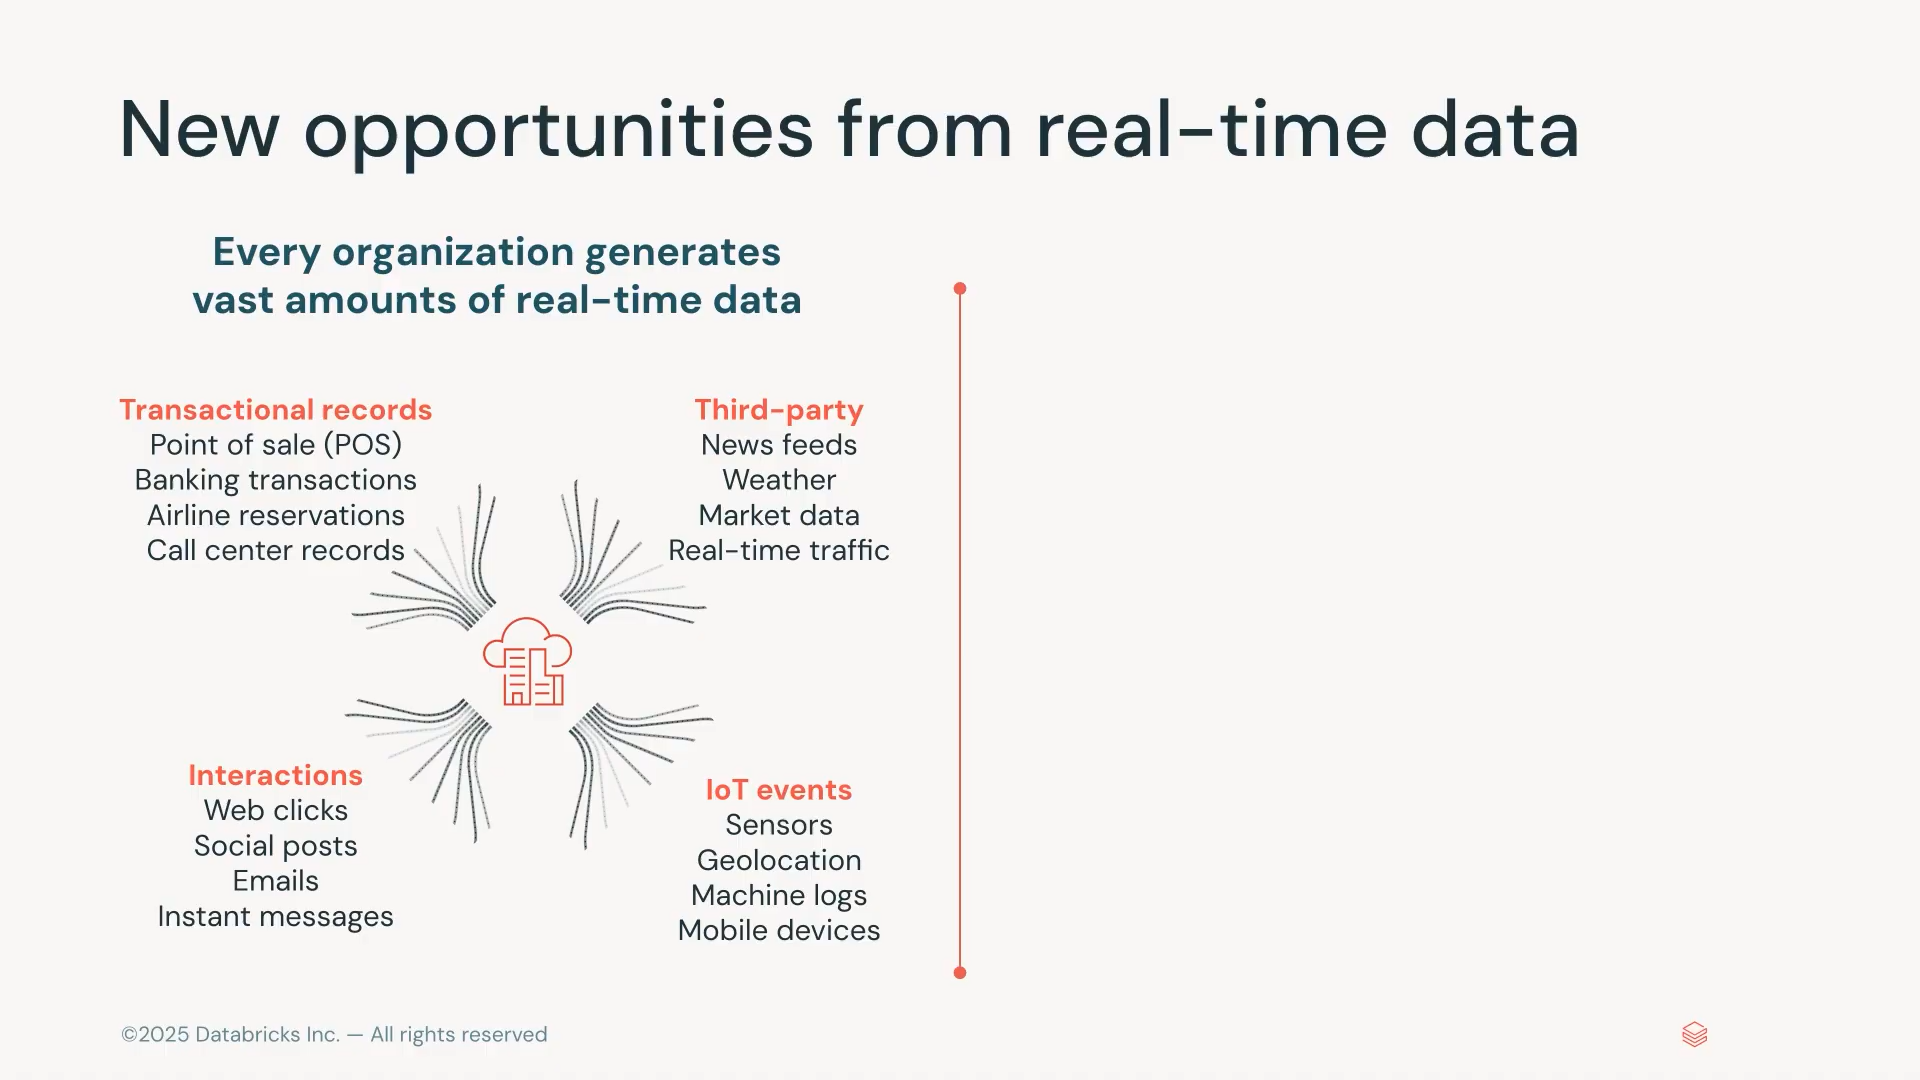 New opportunities from real-time data
Every organization generates
vast amounts of real-time data
Transactional records
Point of sale (POS)
Banking transactions
Airline reservations
Call center records
Third-party
News feeds
Weather
Market data
Real-time traffic
Interactions
Web clicks
Social posts
Emails
Instant messages
IoT events
Sensors
Geolocation
Machine logs
Mobile devices
©2025 Databricks Inc. — All rights reserved